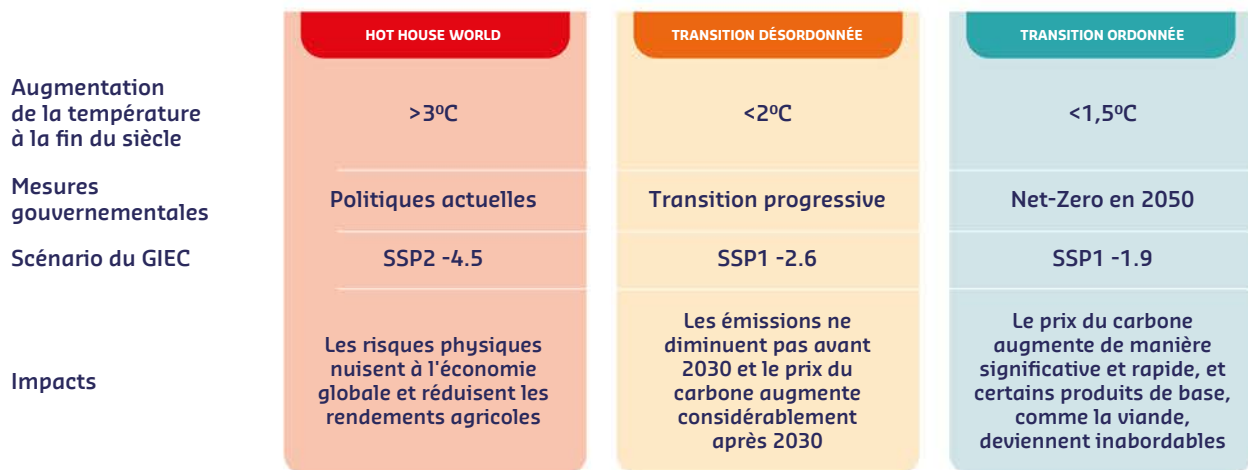 HOT HOUSE WORLD
TRANSITION DÉSORDONNÉE
TRANSITION ORDONNÉE
Augmentation
de la température
à la fin du siècle
>3ºC
<2ºC
<1,5ºC
Mesures
gouvernementales
Politiques actuelles
Transition progressive
Net-Zero en 2050
Scénario du GIEC
SSP2 -4.5
SSP1 -2.6
SSP1 -1.9
Impacts
Les risques physiques
nuisent à l'économie
globale et réduisent les
rendements agricoles
Les émissions ne
diminuent pas avant
2030 et le prix du
carbone augmente
considérablement
après 2030
Le prix du carbone
augmente de manière
significative et rapide, et
certains produits de base,
comme la viande,
deviennent inabordables